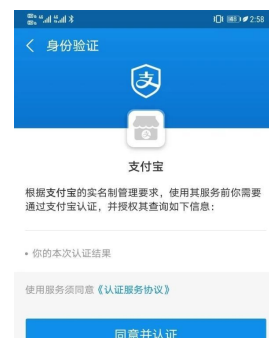 2:58
身份验证
支付宝
根据支付宝的实名制管理要求，使用其服务前你需要
通过支付宝认证，并授权其查询如下信息：
• 你的本次认证结果
使用服务须同意《认证服务协议》
同意并认证